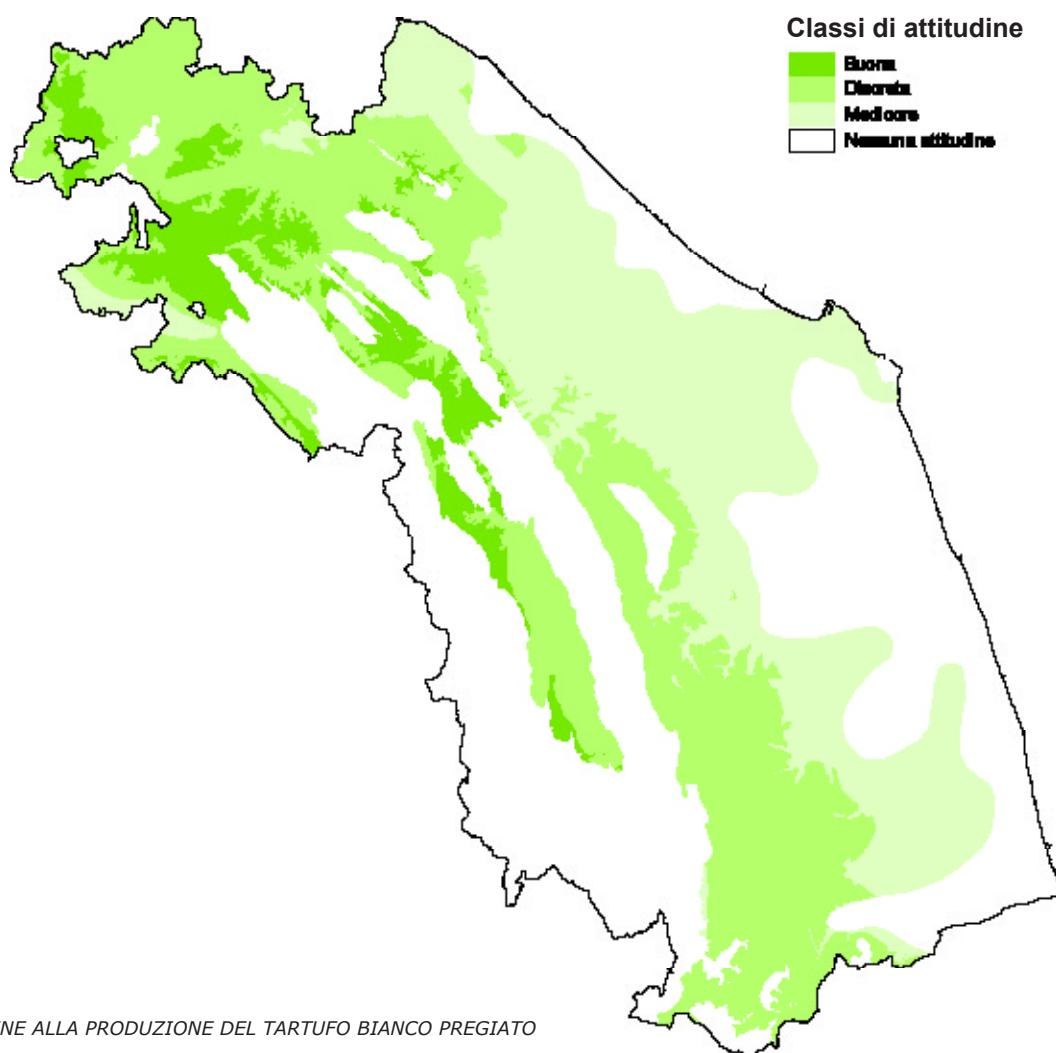 Classi di attitudine
Buona
Discreta
Mediocre
Nessuna attitudine
NE ALLA PRODUZIONE DEL TARTUFO BIANCO PREGIATO